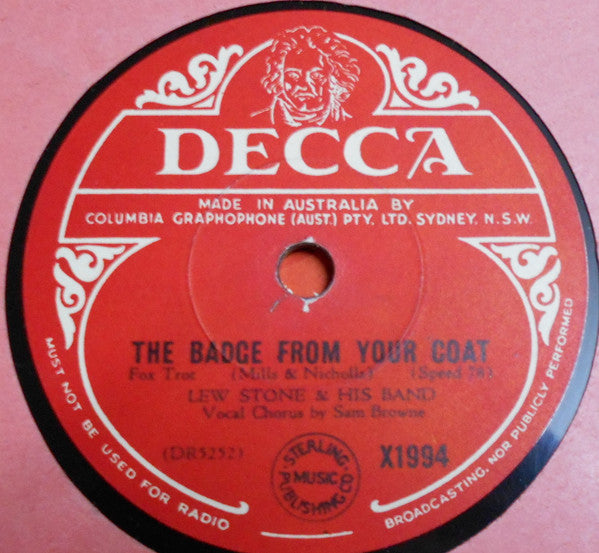 DECCA
MADE IN AUSTRALIA BY
COLUMBIA GRAPHOPHONE (AUST.) PTY. LTD. SYDNEY, N.S.W.
THE BADGE FROM YOUR COAT
Fox Trot (Mills & Nicholls) (Speed 78)
LEW STONE & HIS BAND
Vocal Chorus by Sam Browne
(DR5252)
STERLING
MUSIC
PUBLISHING CO
X1994
MUST NOT BE USED FOR RADIO
BROADCASTING, NOR PUBLICLY PERFORMED